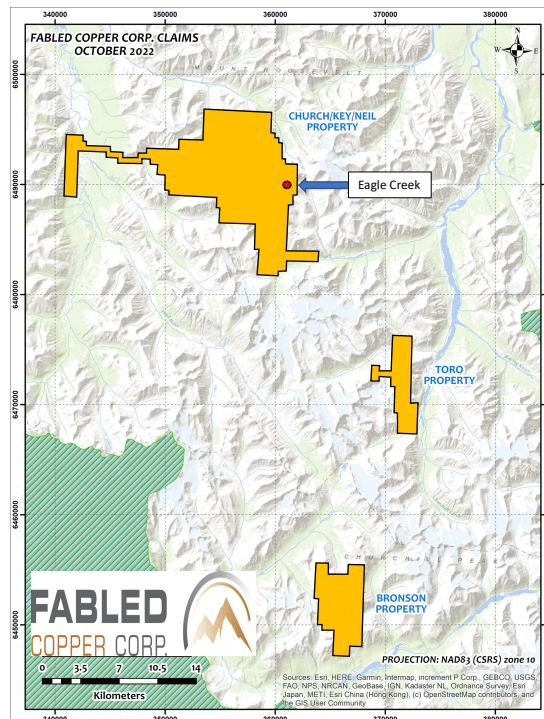 340000 350000 360000 370000 380000
FABLED COPPER CORP. CLAIMS
OCTOBER 2022
N
W E
S
6500000
MOUNT ROOSEVELT
CHURCH/KEY/NEIL
PROPERTY
6490000
Eagle Creek
6480000
TORO
PROPERTY
6470000
6460000
CHURCHILL PEAK
BRONSON
PROPERTY
6450000
FABLED
COPPER CORP.
PROJECTION: NAD83 (CSRS) zone 10
0 3.5 7 10.5 14
Kilometers
Sources: Esri, HERE, Garmin, Intermap, increment P Corp., GEBCO, USGS,
FAO, NPS, NRCAN, GeoBase, IGN, Kadaster NL, Ordnance Survey, Esri
Japan, METI, Esri China (Hong Kong), (c) OpenStreetMap contributors, and
the GIS User Community
340000 350000 360000 370000 380000